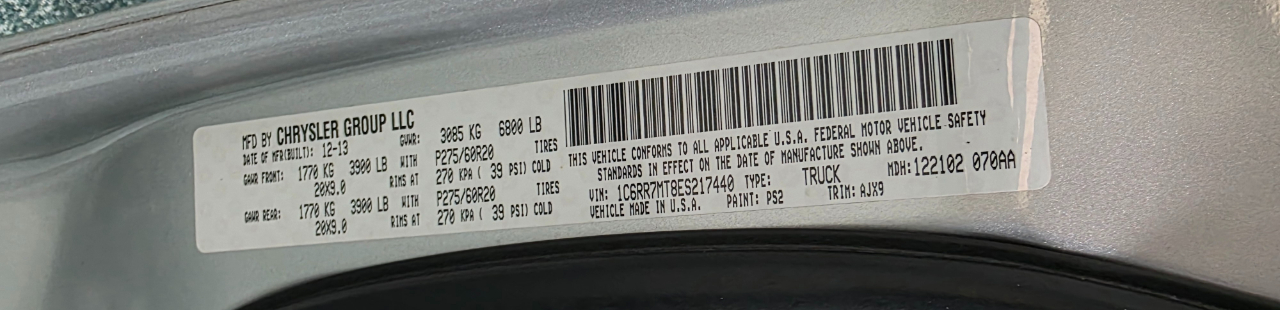 MFD BY CHRYSLER GROUP LLC
DATE OF MFR(BUILT): 12-13 GVWR: 3085 KG 6800 LB
GAWR FRONT: 1770 KG 3900 LB WITH P275/60R20 TIRES
20X9.0 RIMS AT 270 KPA ( 39 PSI) COLD
GAWR REAR: 1770 KG 3900 LB WITH P275/60R20 TIRES
20X9.0 RIMS AT 270 KPA ( 39 PSI) COLD
THIS VEHICLE CONFORMS TO ALL APPLICABLE U.S.A. FEDERAL MOTOR VEHICLE SAFETY
STANDARDS IN EFFECT ON THE DATE OF MANUFACTURE SHOWN ABOVE.
VIN: 1C6RR7MT8ES217440 TYPE: TRUCK MDH: 122102 070AA
VEHICLE MADE IN U.S.A. PAINT: PS2 TRIM: AJX9